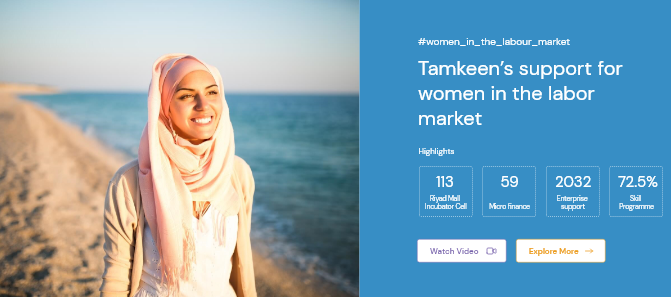 #women_in_the_labour_market
Tamkeen's support for
women in the labor
market
Highlights
113
Riyad Mall
Incubator Cell
59
Micro finance
2032
Enterprise
support
72.5%
Skill
Programme
Watch Video
Explore More